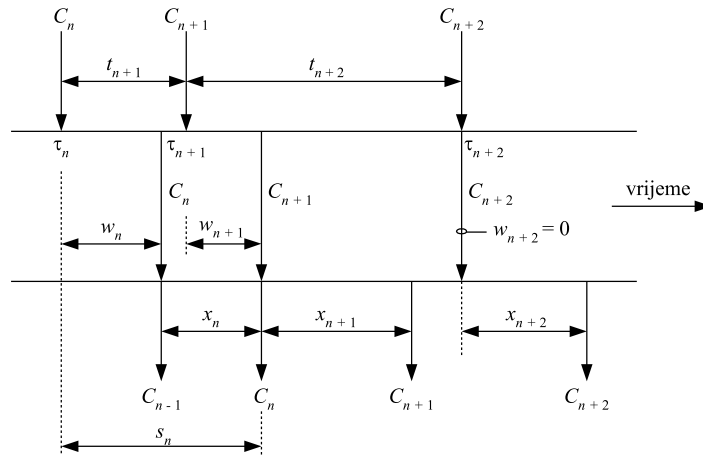 Cn Cn + 1 Cn + 2
tn + 1 tn + 2
τn τn + 1 τn + 2
Cn Cn + 1 Cn + 2 vrijeme
wn wn + 1 wn + 2 = 0
xn xn + 1 xn + 2
Cn - 1 Cn Cn + 1 Cn + 2
sn